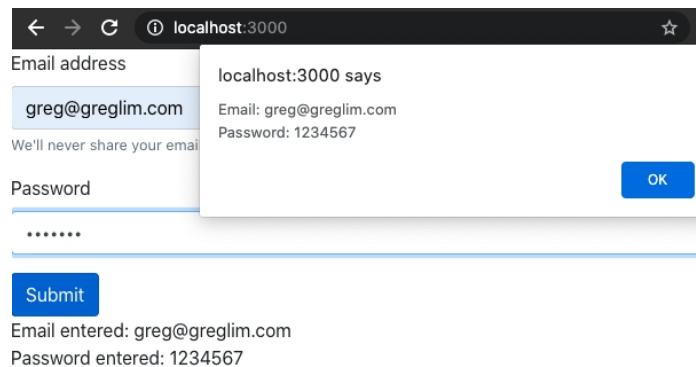 localhost:3000
Email address
localhost:3000 says
greg@greglim.com
Email: greg@greglim.com
Password: 1234567
We'll never share your emai
OK
Password
•••••••
Submit
Email entered: greg@greglim.com
Password entered: 1234567